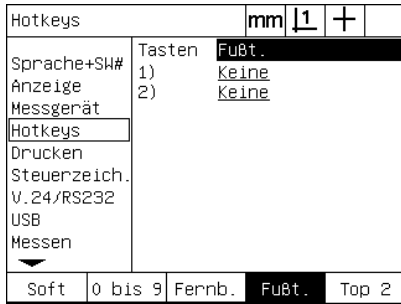 Hotkeys mm 1
Sprache+SW#
Anzeige
Messgerät
Hotkeys
Drucken
Steuerzeich.
V.24/RS232
USB
Messen
Tasten Fußt.
1) Keine
2) Keine
Soft 0 bis 9 Fernb. Fußt. Top 2